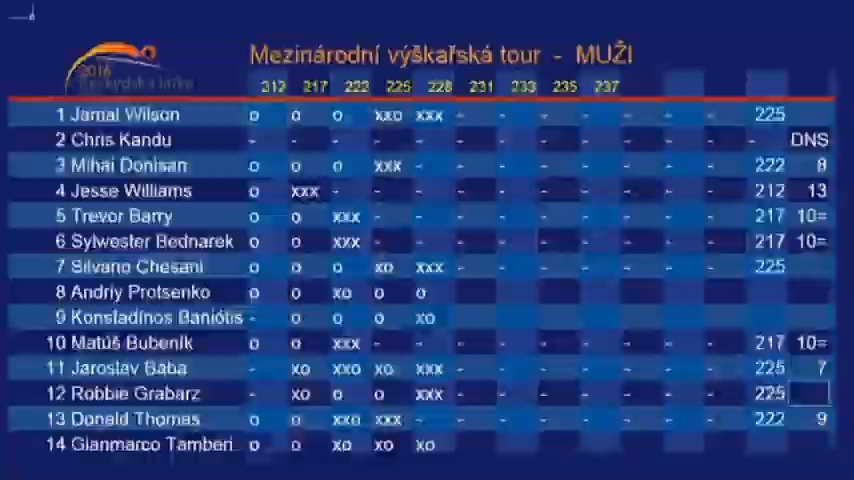 Mezinárodní výškařská tour - MUŽI
2016
212 217 222 225 228 231 233 235 237
1 Jamal Wilson o o o xxo xxx - - - - - - - 225
2 Chris Kandu - - - - - - - - - - - - - DNS
3 Mihai Donisan o o o xxx - - - - - - - - 222 8
4 Jesse Williams o xxx - - - - - - - - - - 212 13
5 Trevor Barry o o xxx - - - - - - - - - 217 10=
6 Sylwester Bednarek o o xxx - - - - - - - - - 217 10=
7 Silvano Chesani o o o xo xxx - - - - - - - 225
8 Andriy Protsenko o o xo o o
9 Konstadínos Baniótis - o o o xo
10 Matúš Bubeník o o xxx - - - - - - - - - 217 10=
11 Jaroslav Bába - xo xxo xo xxx - - - - - - - 225 7
12 Robbie Grabarz - xo o o xxx - - - - - - - 225
13 Donald Thomas o o xxo xxx - - - - - - - - 222 9
14 Gianmarco Tamberi o o xo xo xo